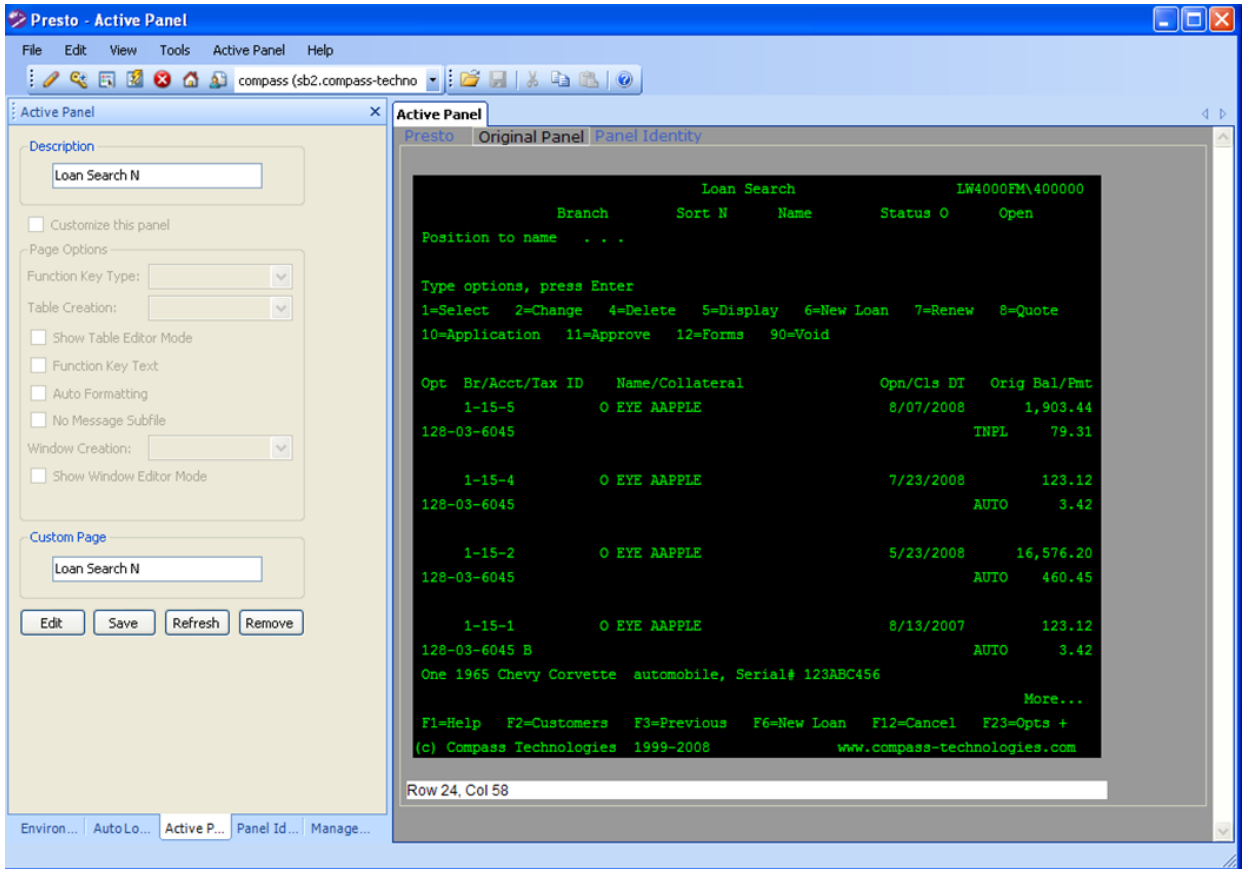 Presto - Active Panel
File Edit View Tools Active Panel Help
compass (sb2.compass-techno
Active Panel
Description
Loan Search N
Customize this panel
Page Options
Function Key Type:
Table Creation:
Show Table Editor Mode
Function Key Text
Auto Formatting
No Message Subfile
Window Creation:
Show Window Editor Mode
Custom Page
Loan Search N
Edit Save Refresh Remove
Environ... Auto Lo... Active P... Panel Id... Manage...
Active Panel
Presto Original Panel Panel Identity
Loan Search LW4000FM\400000
Branch Sort N Name Status O Open
Position to name . . .
Type options, press Enter
1=Select 2=Change 4=Delete 5=Display 6=New Loan 7=Renew 8=Quote
10=Application 11=Approve 12=Forms 90=Void
Opt Br/Acct/Tax ID Name/Collateral Opn/Cls DT Orig Bal/Pmt
1-15-5 O EYE AAPPLE 8/07/2008 1,903.44
128-03-6045 TNPL 79.31
1-15-4 O EYE AAPPLE 7/23/2008 123.12
128-03-6045 AUTO 3.42
1-15-2 O EYE AAPPLE 5/23/2008 16,576.20
128-03-6045 AUTO 460.45
1-15-1 O EYE AAPPLE 8/13/2007 123.12
128-03-6045 B AUTO 3.42
One 1965 Chevy Corvette automobile, Serial# 123ABC456
More...
F1=Help F2=Customers F3=Previous F6=New Loan F12=Cancel F23=Opts +
(c) Compass Technologies 1999-2008 www.compass-technologies.com
Row 24, Col 58